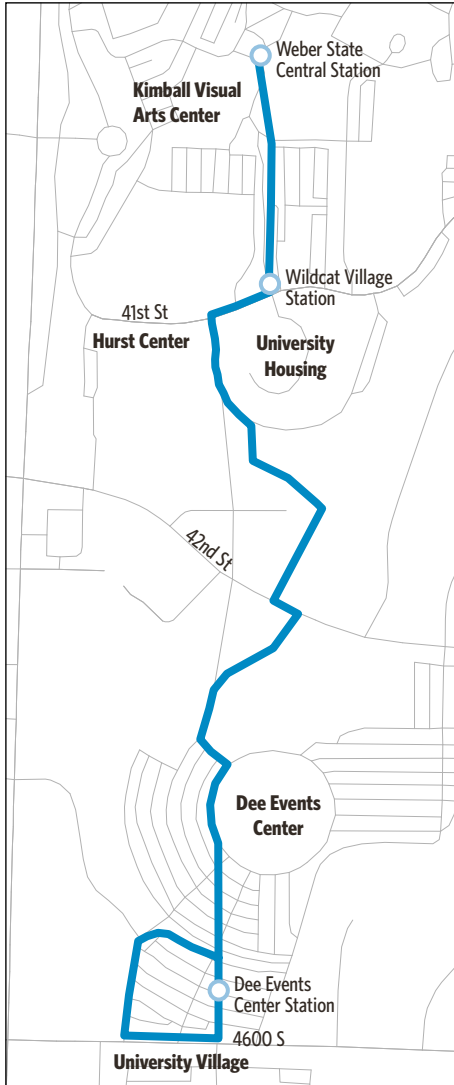 Weber State
Central Station
Kimball Visual
Arts Center
Wildcat Village
Station
41st St
Hurst Center
University
Housing
42nd St
Dee Events
Center
Dee Events
Center Station
4600 S
University Village